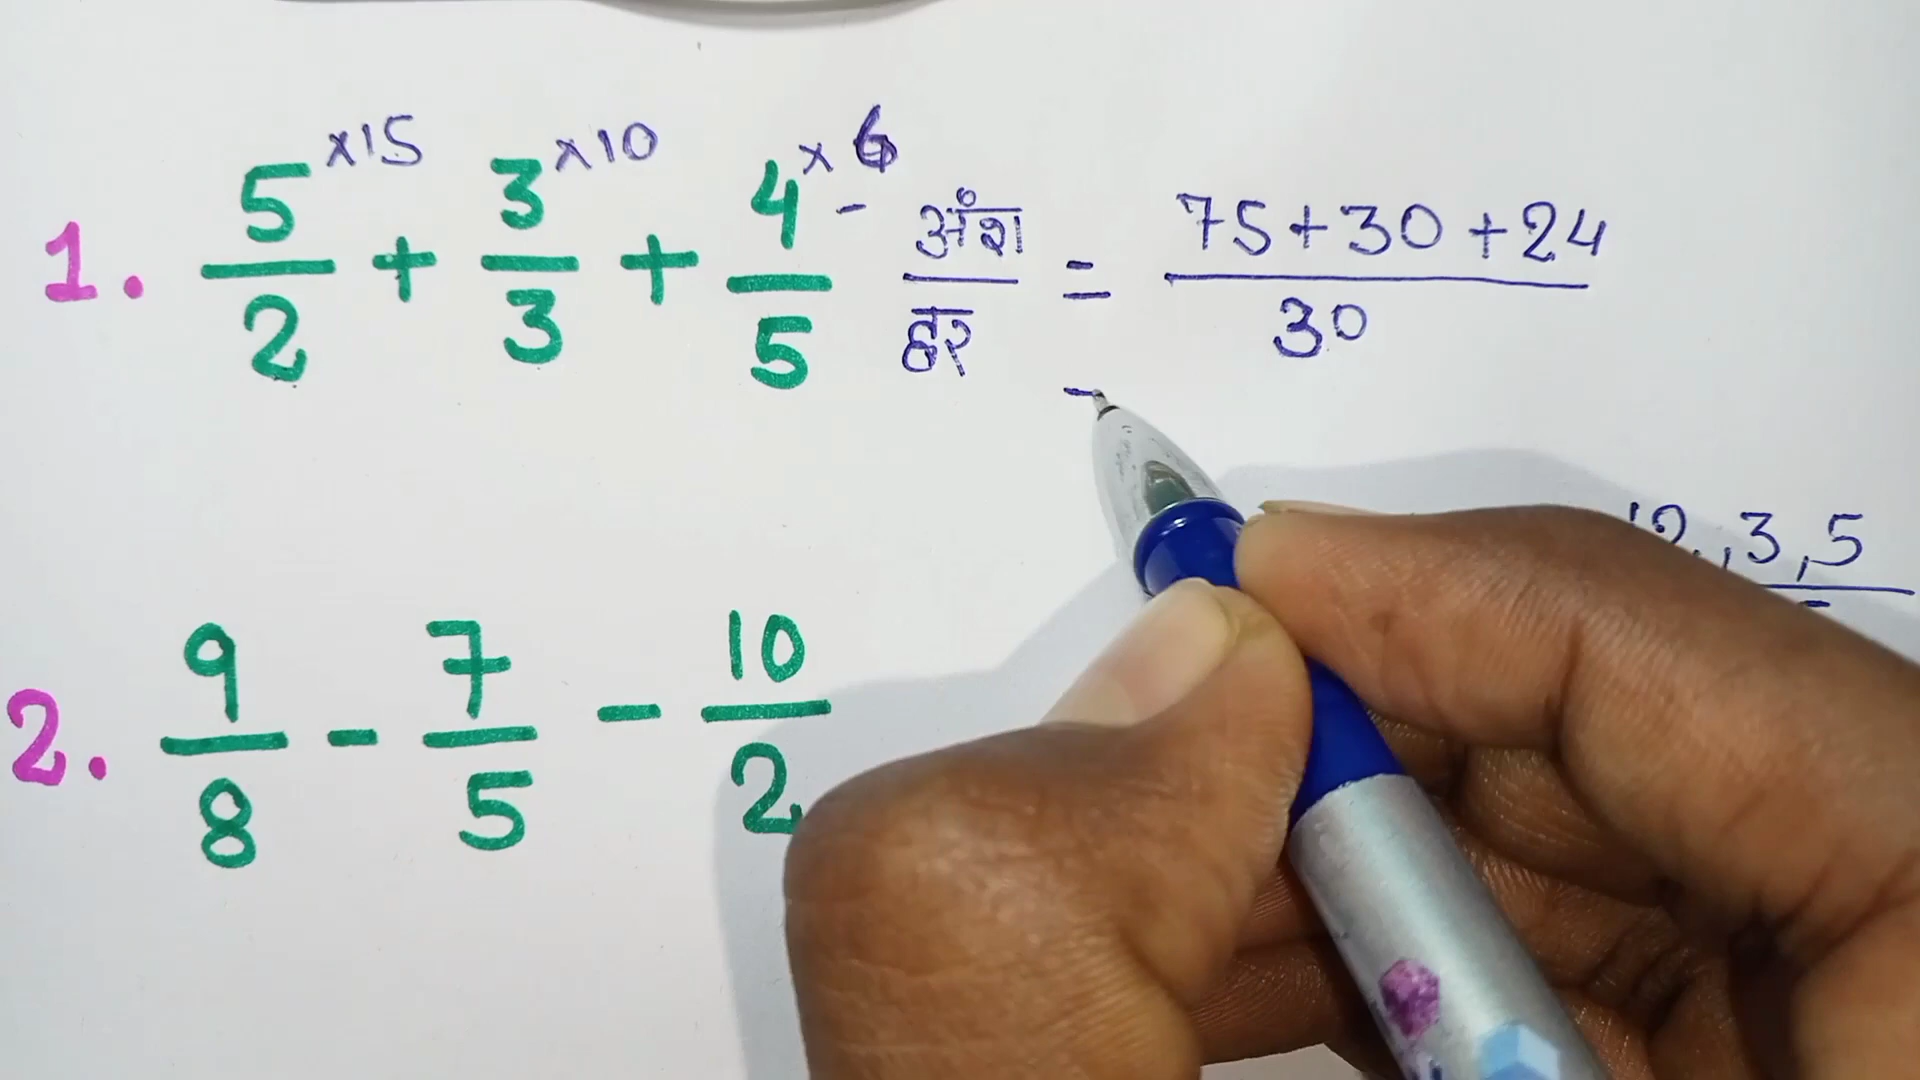 1. 5/2 ×15 + 3/3 ×10 + 4/5 × 6 - अंश/हर = 75+30+24/30
2, 3, 5
2. 9/8 - 7/5 - 10/2